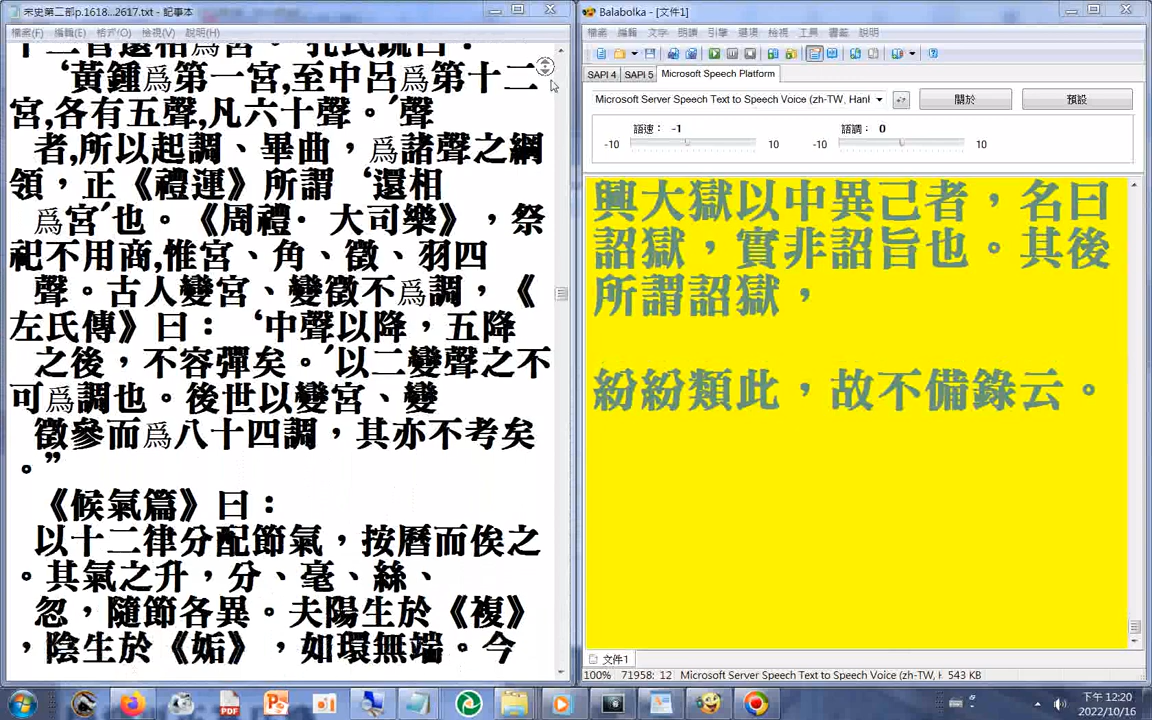 宋史第二部p.1618...2617.txt - 記事本
檔案(F) 編輯(E) 格式(O) 檢視(V) 說明(H)
十二管還相爲宮。孔氏疏曰：
‘黃鍾爲第一宮,至中呂爲第十二
宮,各有五聲,凡六十聲。’聲
者,所以起調、畢曲，爲諸聲之綱
領，正《禮運》所謂‘還相
爲宮’也。《周禮·大司樂》，祭
祀不用商,惟宮、角、徵、羽四
聲。古人變宮、變徵不爲調，《
左氏傳》曰：‘中聲以降，五降
之後，不容彈矣。’以二變聲之不
可爲調也。後世以變宮、變
徵參而爲八十四調，其亦不考矣
。”
《候氣篇》曰：
以十二律分配節氣，按曆而俟之
。其氣之升，分、毫、絲、
忽，隨節各異。夫陽生於《複》
，陰生於《姤》，如環無端。今
Balabolka - [文件1]
檔案 編輯 文字 朗讀 引擎 選項 檢視 工具 書籤 說明
SAPI 4 SAPI 5 Microsoft Speech Platform
Microsoft Server Speech Text to Speech Voice (zh-TW, Hanl
關於 預設
語速： -1 語調： 0
-10 10 -10 10
興大獄以中異己者，名曰
詔獄，實非詔旨也。其後
所謂詔獄，
紛紛類此，故不備錄云。
文件1
100% 71958: 12 Microsoft Server Speech Text to Speech Voice (zh-TW, H 543 KB
下午 12:20
2022/10/16